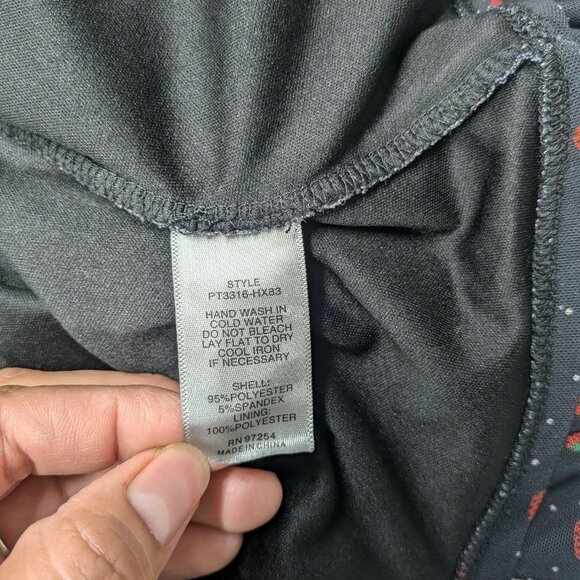 STYLE
PT3316-HX83
HAND WASH IN
COLD WATER
DO NOT BLEACH
LAY FLAT TO DRY
COOL IRON
IF NECESSARY
SHELL:
95%POLYESTER
5%SPANDEX
LINING:
100%POLYESTER
RN 97254
MADE IN CHINA